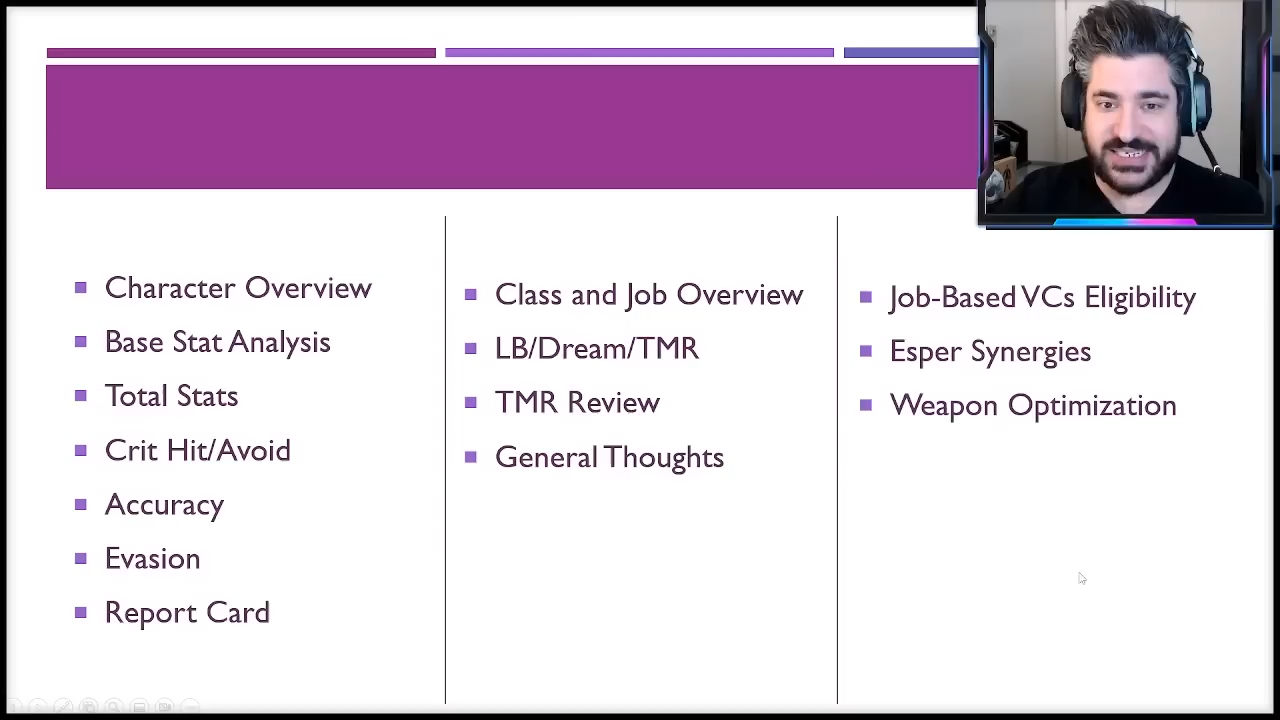 Character Overview
Base Stat Analysis
Total Stats
Crit Hit/Avoid
Accuracy
Evasion
Report Card
Class and Job Overview
LB/Dream/TMR
TMR Review
General Thoughts
Job-Based VCs Eligibility
Esper Synergies
Weapon Optimization